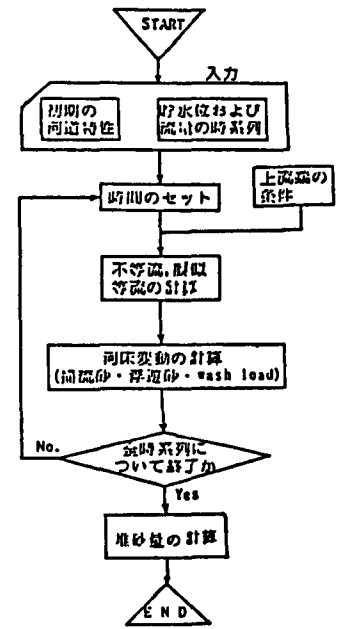 START
入力
初期の
河道特性
貯水位および
流量の時系列
上流端の
条件
時間のセット
不等流,擬似
等流の計算
河床変動の計算
(掃流砂・浮遊砂・wash load)
全時系列に
ついて終了か
No.
Yes
堆砂量の計算
END